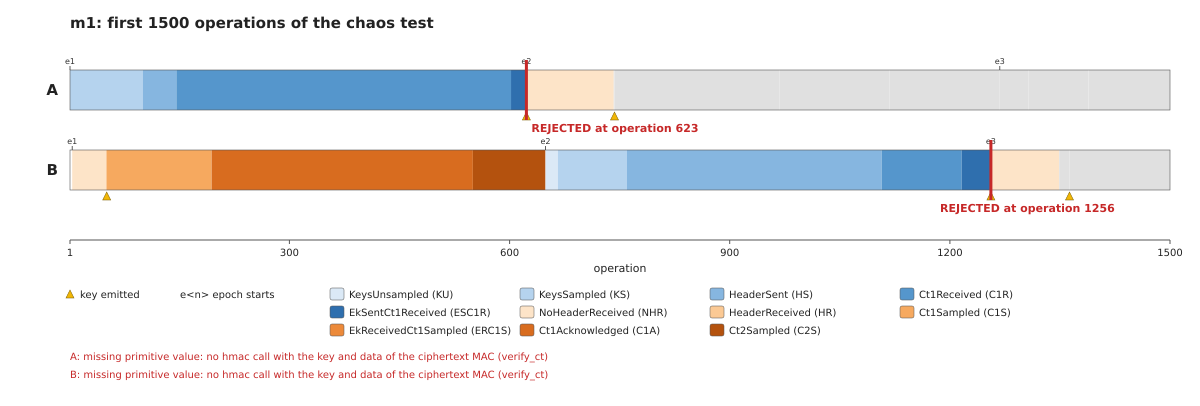 m1: first 1500 operations of the chaos test
e1 e2 e3
A
REJECTED at operation 623
e1 e2 e3
B
REJECTED at operation 1256
1 300 600 900 1200 1500
operation
key emitted e<n> epoch starts KeysUnsampled (KU) KeysSampled (KS) HeaderSent (HS) Ct1Received (C1R)
EkSentCt1Received (ESC1R) NoHeaderReceived (NHR) HeaderReceived (HR) Ct1Sampled (C1S)
EkReceivedCt1Sampled (ERC1S) Ct1Acknowledged (C1A) Ct2Sampled (C2S)
A: missing primitive value: no hmac call with the key and data of the ciphertext MAC (verify_ct)
B: missing primitive value: no hmac call with the key and data of the ciphertext MAC (verify_ct)